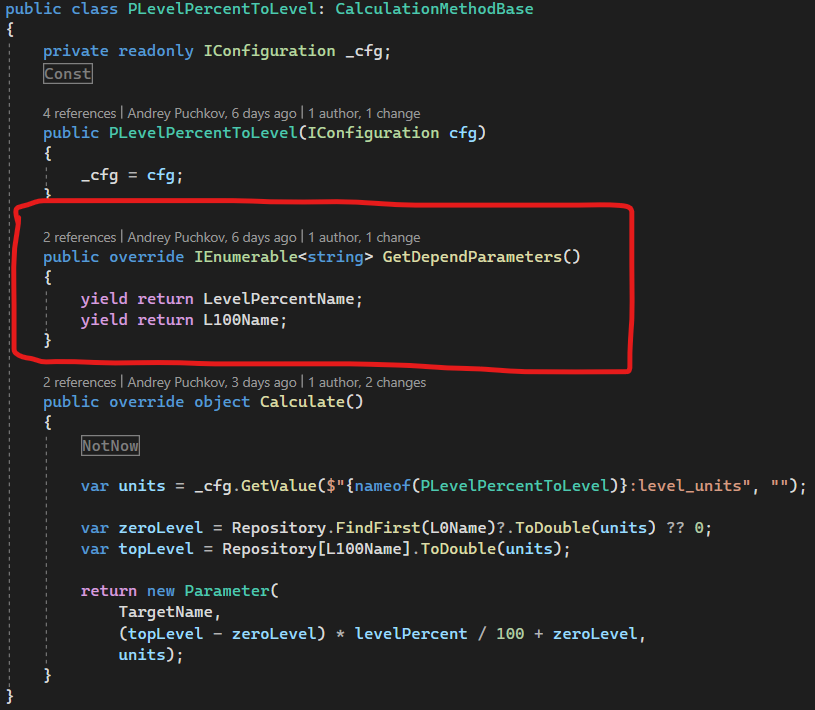 public class PLevelPercentToLevel: CalculationMethodBase
{
private readonly IConfiguration _cfg;
Const
4 references | Andrey Puchkov, 6 days ago | 1 author, 1 change
public PLevelPercentToLevel(IConfiguration cfg)
{
_cfg = cfg;
}
2 references | Andrey Puchkov, 6 days ago | 1 author, 1 change
public override IEnumerable<string> GetDependParameters()
{
yield return LevelPercentName;
yield return L100Name;
}
2 references | Andrey Puchkov, 3 days ago | 1 author, 2 changes
public override object Calculate()
{
NotNow
var units = _cfg.GetValue($"{nameof(PLevelPercentToLevel)}:level_units", "");
var zeroLevel = Repository.FindFirst(L0Name)?.ToDouble(units) ?? 0;
var topLevel = Repository[L100Name].ToDouble(units);
return new Parameter(
TargetName,
(topLevel - zeroLevel) * levelPercent / 100 + zeroLevel,
units);
}
}